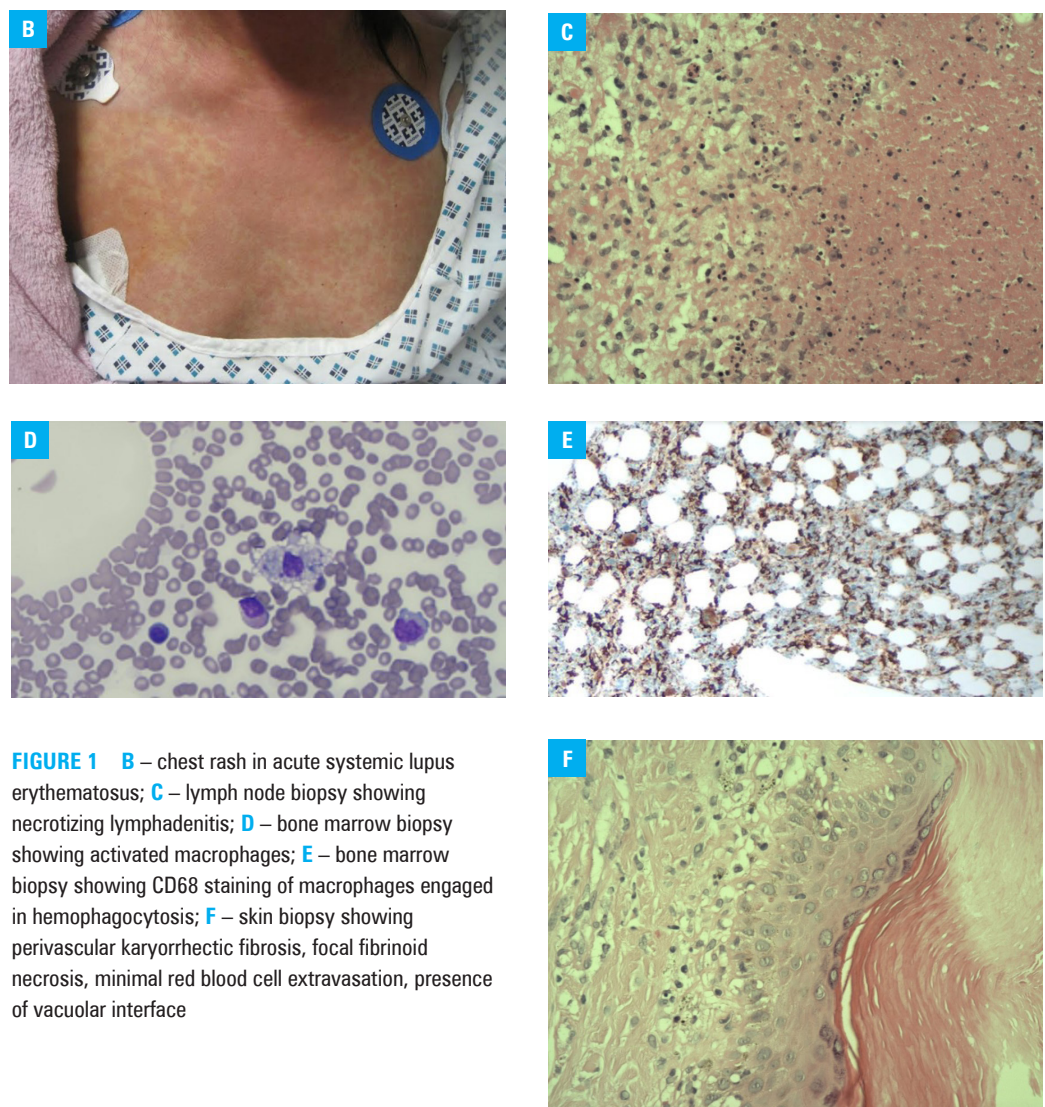 B
C
D
E
FIGURE 1 B – chest rash in acute systemic lupus
erythematosus; C – lymph node biopsy showing
necrotizing lymphadenitis; D – bone marrow biopsy
showing activated macrophages; E – bone marrow
biopsy showing CD68 staining of macrophages engaged
in hemophagocytosis; F – skin biopsy showing
perivascular karyorrhectic fibrosis, focal fibrinoid
necrosis, minimal red blood cell extravasation, presence
of vacuolar interface
F